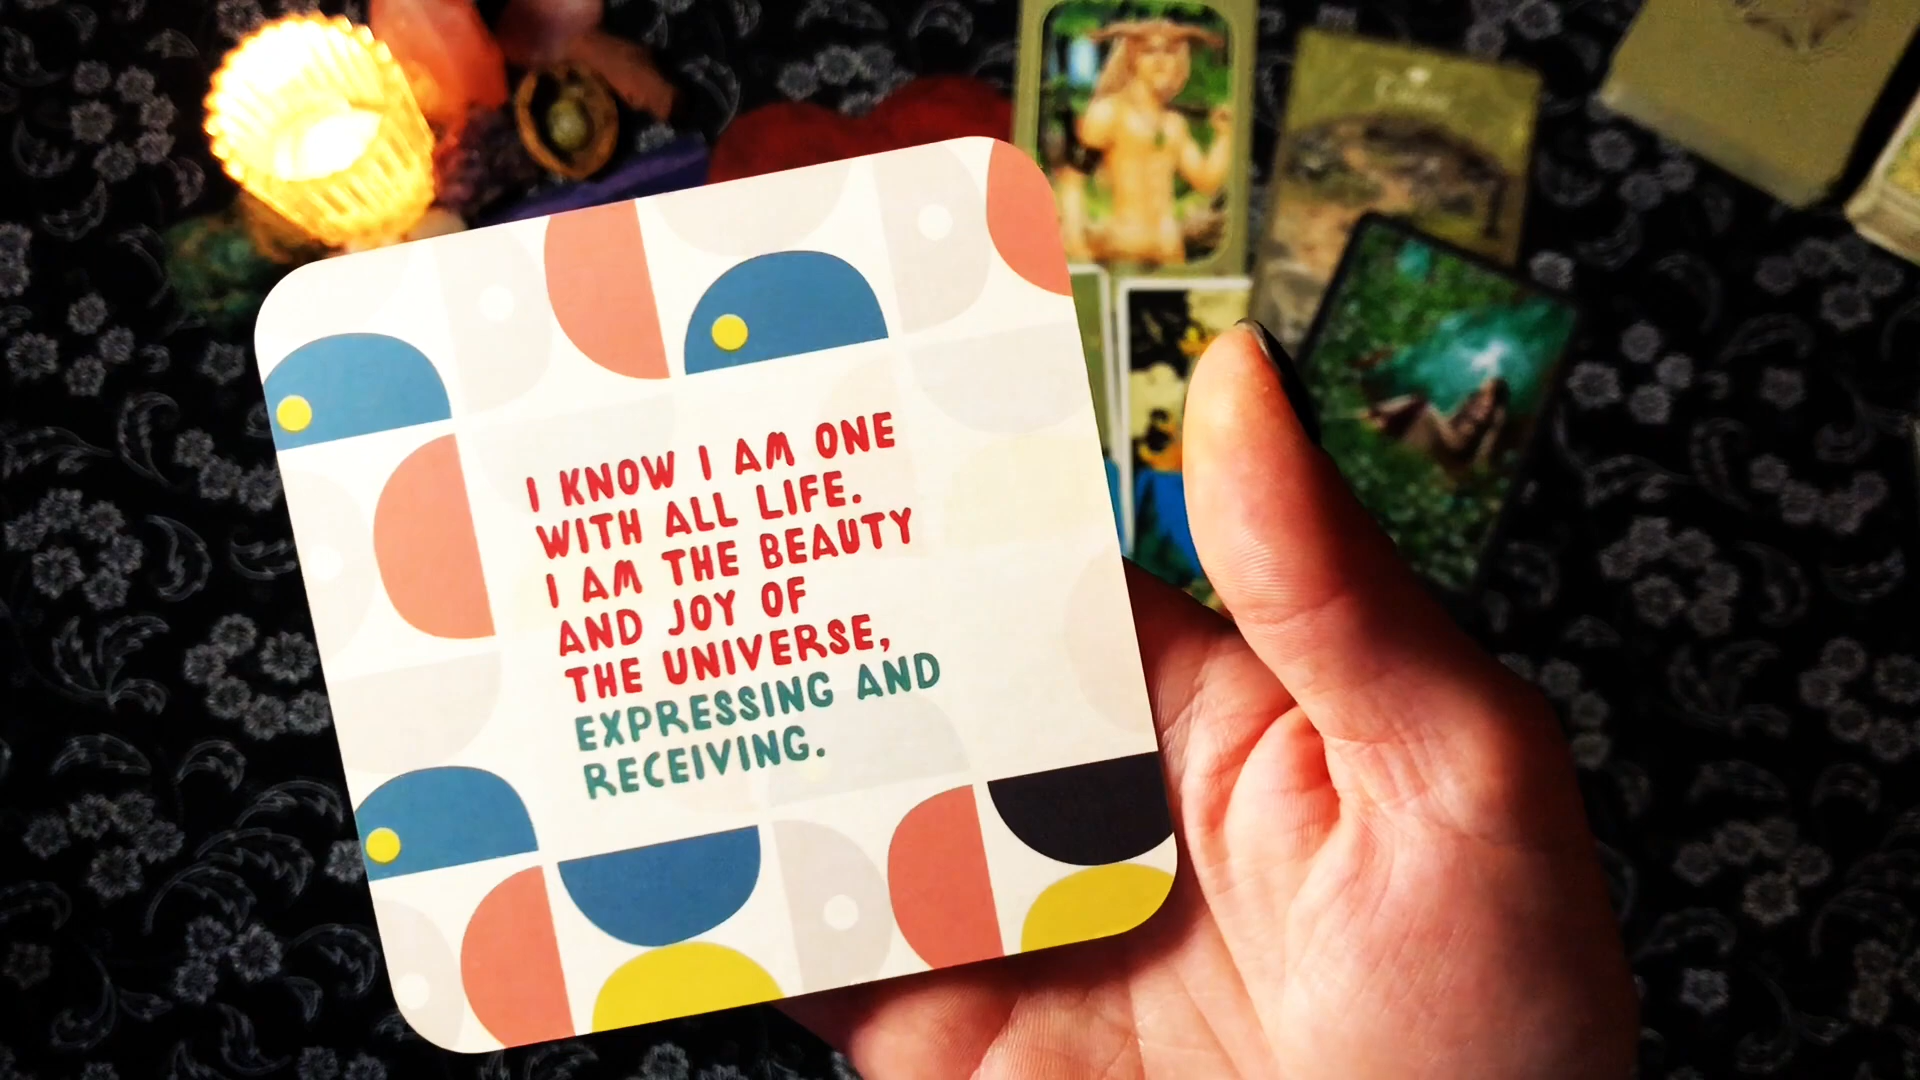 I KNOW I AM ONE
WITH ALL LIFE.
I AM THE BEAUTY
AND JOY OF
THE UNIVERSE,
EXPRESSING AND
RECEIVING.